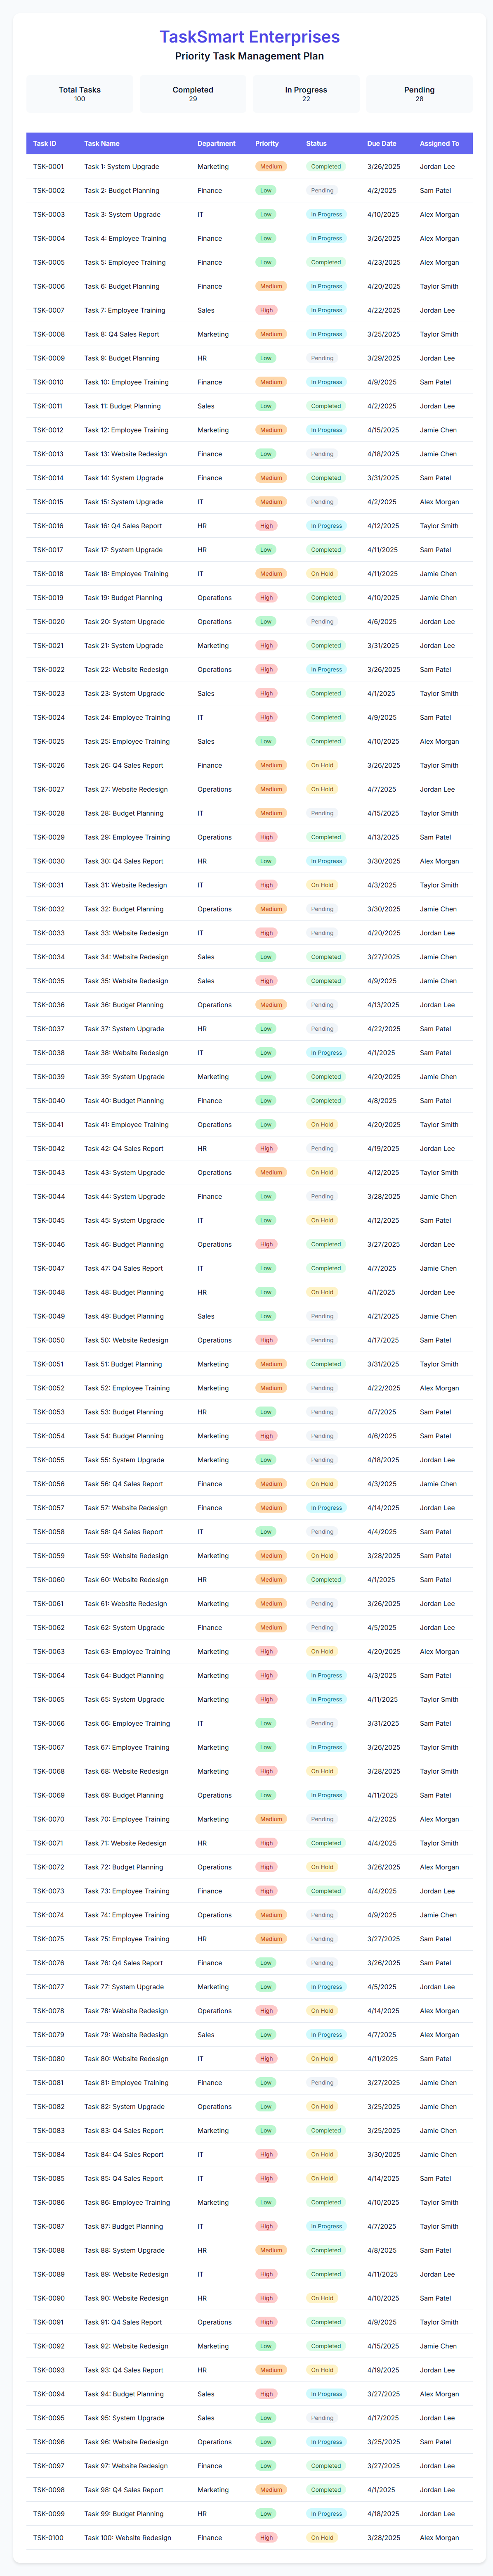 TaskSmart Enterprises
Priority Task Management Plan
Total Tasks Completed In Progress Pending
100 29 22 28
Task ID Task Name Department Priority Status Due Date Assigned To
TSK-0001 Task 1: System Upgrade Marketing Medium Completed 3/26/2025 Jordan Lee
TSK-0002 Task 2: Budget Planning Finance Low Pending 4/2/2025 Sam Patel
TSK-0003 Task 3: System Upgrade IT Low In Progress 4/10/2025 Alex Morgan
TSK-0004 Task 4: Employee Training Finance Low In Progress 3/26/2025 Alex Morgan
TSK-0005 Task 5: Employee Training Finance Low Completed 4/23/2025 Alex Morgan
TSK-0006 Task 6: Budget Planning Finance Medium In Progress 4/20/2025 Taylor Smith
TSK-0007 Task 7: Employee Training Sales High In Progress 4/22/2025 Jordan Lee
TSK-0008 Task 8: Q4 Sales Report Marketing Medium In Progress 3/25/2025 Taylor Smith
TSK-0009 Task 9: Budget Planning HR Low Pending 3/29/2025 Jordan Lee
TSK-0010 Task 10: Employee Training Finance Medium In Progress 4/9/2025 Sam Patel
TSK-0011 Task 11: Budget Planning Sales Low Completed 4/2/2025 Jordan Lee
TSK-0012 Task 12: Employee Training Marketing Medium In Progress 4/15/2025 Jamie Chen
TSK-0013 Task 13: Website Redesign Finance Low Pending 4/18/2025 Jamie Chen
TSK-0014 Task 14: System Upgrade Finance Medium Completed 3/31/2025 Sam Patel
TSK-0015 Task 15: System Upgrade IT Medium Pending 4/2/2025 Alex Morgan
TSK-0016 Task 16: Q4 Sales Report HR High In Progress 4/12/2025 Taylor Smith
TSK-0017 Task 17: System Upgrade HR Low Completed 4/11/2025 Sam Patel
TSK-0018 Task 18: Employee Training IT Medium On Hold 4/11/2025 Jamie Chen
TSK-0019 Task 19: Budget Planning Operations High Completed 4/10/2025 Jamie Chen
TSK-0020 Task 20: System Upgrade Operations Low Pending 4/6/2025 Jordan Lee
TSK-0021 Task 21: System Upgrade Marketing High Completed 3/31/2025 Jordan Lee
TSK-0022 Task 22: Website Redesign Operations High In Progress 3/26/2025 Sam Patel
TSK-0023 Task 23: System Upgrade Sales High Completed 4/1/2025 Taylor Smith
TSK-0024 Task 24: Employee Training IT High Completed 4/9/2025 Sam Patel
TSK-0025 Task 25: Employee Training Sales Low Completed 4/10/2025 Alex Morgan
TSK-0026 Task 26: Q4 Sales Report Finance Medium On Hold 3/26/2025 Taylor Smith
TSK-0027 Task 27: Website Redesign Operations Medium On Hold 4/7/2025 Jordan Lee
TSK-0028 Task 28: Budget Planning IT Medium Pending 4/15/2025 Taylor Smith
TSK-0029 Task 29: Employee Training Operations High Completed 4/13/2025 Sam Patel
TSK-0030 Task 30: Q4 Sales Report HR Low In Progress 3/30/2025 Alex Morgan
TSK-0031 Task 31: Website Redesign IT High On Hold 4/3/2025 Taylor Smith
TSK-0032 Task 32: Budget Planning Operations Medium Pending 3/30/2025 Jamie Chen
TSK-0033 Task 33: Website Redesign IT High Pending 4/20/2025 Jordan Lee
TSK-0034 Task 34: Website Redesign Sales Low Completed 3/27/2025 Jamie Chen
TSK-0035 Task 35: Website Redesign Sales High Completed 4/9/2025 Jamie Chen
TSK-0036 Task 36: Budget Planning Operations Medium Pending 4/13/2025 Jordan Lee
TSK-0037 Task 37: System Upgrade HR Low Pending 4/22/2025 Sam Patel
TSK-0038 Task 38: Website Redesign IT Low In Progress 4/1/2025 Sam Patel
TSK-0039 Task 39: System Upgrade Marketing Low Completed 4/20/2025 Jamie Chen
TSK-0040 Task 40: Budget Planning Finance Low Completed 4/8/2025 Sam Patel
TSK-0041 Task 41: Employee Training Operations Low On Hold 4/20/2025 Taylor Smith
TSK-0042 Task 42: Q4 Sales Report HR High Pending 4/19/2025 Jordan Lee
TSK-0043 Task 43: System Upgrade Operations Medium On Hold 4/12/2025 Taylor Smith
TSK-0044 Task 44: System Upgrade Finance Low Pending 3/28/2025 Jamie Chen
TSK-0045 Task 45: System Upgrade IT Low On Hold 4/12/2025 Sam Patel
TSK-0046 Task 46: Budget Planning Operations High Completed 3/27/2025 Jordan Lee
TSK-0047 Task 47: Q4 Sales Report IT Low Completed 4/7/2025 Jamie Chen
TSK-0048 Task 48: Budget Planning HR Low On Hold 4/1/2025 Jordan Lee
TSK-0049 Task 49: Budget Planning Sales Low Pending 4/21/2025 Jamie Chen
TSK-0050 Task 50: Website Redesign Operations High Pending 4/17/2025 Sam Patel
TSK-0051 Task 51: Budget Planning Marketing Medium Completed 3/31/2025 Taylor Smith
TSK-0052 Task 52: Employee Training Marketing Medium Pending 4/22/2025 Alex Morgan
TSK-0053 Task 53: Budget Planning HR Low Pending 4/7/2025 Sam Patel
TSK-0054 Task 54: Budget Planning Marketing High Pending 4/6/2025 Sam Patel
TSK-0055 Task 55: System Upgrade Marketing Low Pending 4/18/2025 Jordan Lee
TSK-0056 Task 56: Q4 Sales Report Finance Medium On Hold 4/3/2025 Jamie Chen
TSK-0057 Task 57: Website Redesign Finance Medium In Progress 4/14/2025 Jordan Lee
TSK-0058 Task 58: Q4 Sales Report IT Low Pending 4/4/2025 Sam Patel
TSK-0059 Task 59: Website Redesign Marketing Medium On Hold 3/28/2025 Sam Patel
TSK-0060 Task 60: Website Redesign HR Medium Completed 4/1/2025 Sam Patel
TSK-0061 Task 61: Website Redesign Marketing Medium Pending 3/26/2025 Jordan Lee
TSK-0062 Task 62: System Upgrade Finance Medium Pending 4/5/2025 Jordan Lee
TSK-0063 Task 63: Employee Training Marketing High On Hold 4/20/2025 Alex Morgan
TSK-0064 Task 64: Budget Planning Marketing High In Progress 4/3/2025 Sam Patel
TSK-0065 Task 65: System Upgrade Marketing High In Progress 4/11/2025 Taylor Smith
TSK-0066 Task 66: Employee Training IT Low Pending 3/31/2025 Sam Patel
TSK-0067 Task 67: Employee Training Marketing Low In Progress 3/26/2025 Taylor Smith
TSK-0068 Task 68: Website Redesign Marketing High On Hold 3/28/2025 Taylor Smith
TSK-0069 Task 69: Budget Planning Operations Low In Progress 4/11/2025 Sam Patel
TSK-0070 Task 70: Employee Training Marketing Medium Pending 4/2/2025 Alex Morgan
TSK-0071 Task 71: Website Redesign HR High Completed 4/4/2025 Taylor Smith
TSK-0072 Task 72: Budget Planning Operations High On Hold 3/26/2025 Alex Morgan
TSK-0073 Task 73: Employee Training Finance High Completed 4/4/2025 Jordan Lee
TSK-0074 Task 74: Employee Training Operations Medium Pending 4/9/2025 Jamie Chen
TSK-0075 Task 75: Employee Training HR Medium Pending 3/27/2025 Sam Patel
TSK-0076 Task 76: Q4 Sales Report Finance Low Pending 3/26/2025 Sam Patel
TSK-0077 Task 77: System Upgrade Marketing Low In Progress 4/5/2025 Jordan Lee
TSK-0078 Task 78: Website Redesign Operations High On Hold 4/14/2025 Alex Morgan
TSK-0079 Task 79: Website Redesign Sales Low In Progress 4/7/2025 Alex Morgan
TSK-0080 Task 80: Website Redesign IT High On Hold 4/11/2025 Sam Patel
TSK-0081 Task 81: Employee Training Finance Low Pending 3/27/2025 Jamie Chen
TSK-0082 Task 82: System Upgrade Operations Low On Hold 3/25/2025 Jamie Chen
TSK-0083 Task 83: Q4 Sales Report Marketing Low Completed 3/25/2025 Jamie Chen
TSK-0084 Task 84: Q4 Sales Report IT High On Hold 3/30/2025 Jamie Chen
TSK-0085 Task 85: Q4 Sales Report IT High On Hold 4/14/2025 Sam Patel
TSK-0086 Task 86: Employee Training Marketing Low Completed 4/10/2025 Taylor Smith
TSK-0087 Task 87: Budget Planning IT High In Progress 4/7/2025 Taylor Smith
TSK-0088 Task 88: System Upgrade HR Medium Completed 4/8/2025 Sam Patel
TSK-0089 Task 89: Website Redesign IT High Completed 4/11/2025 Jordan Lee
TSK-0090 Task 90: Website Redesign HR High On Hold 4/10/2025 Sam Patel
TSK-0091 Task 91: Q4 Sales Report Operations High Completed 4/9/2025 Taylor Smith
TSK-0092 Task 92: Website Redesign Marketing Low Completed 4/15/2025 Jamie Chen
TSK-0093 Task 93: Q4 Sales Report HR Medium On Hold 4/19/2025 Jordan Lee
TSK-0094 Task 94: Budget Planning Sales High In Progress 3/27/2025 Alex Morgan
TSK-0095 Task 95: System Upgrade Sales Low Pending 4/17/2025 Jordan Lee
TSK-0096 Task 96: Website Redesign Operations Low In Progress 3/25/2025 Sam Patel
TSK-0097 Task 97: Website Redesign Finance Low Completed 3/27/2025 Jordan Lee
TSK-0098 Task 98: Q4 Sales Report Marketing Medium Completed 4/1/2025 Jordan Lee
TSK-0099 Task 99: Budget Planning HR Low In Progress 4/18/2025 Jordan Lee
TSK-0100 Task 100: Website Redesign Finance High On Hold 3/28/2025 Alex Morgan